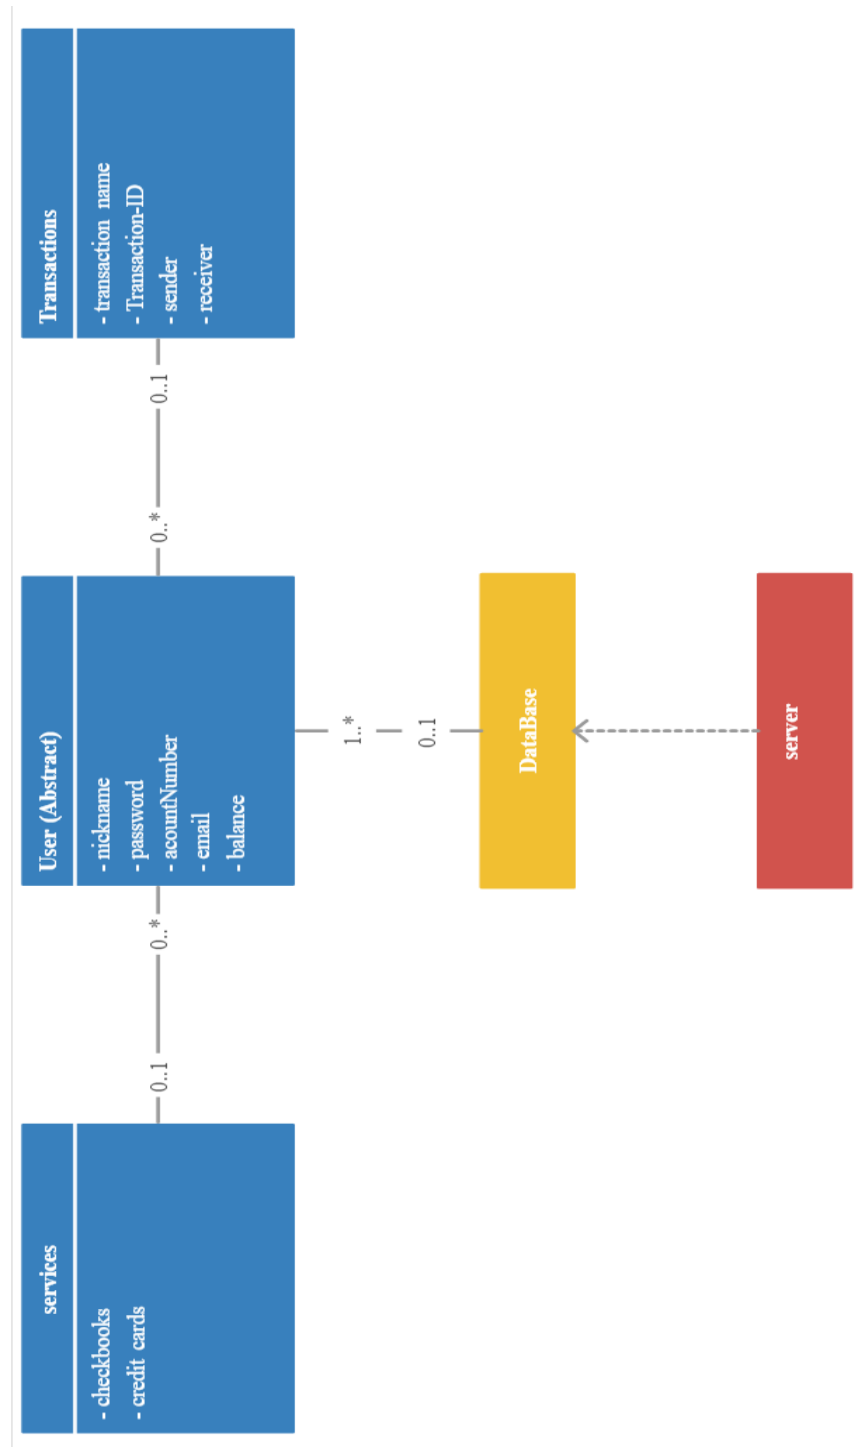 services
- checkbooks
- credit cards
0..1
0..*
User (Abstract)
- nickname
- password
- acountNumber
- email
- balance
0..*
0..1
Transactions
- transaction name
- Transaction-ID
- sender
- receiver
1..*
0..1
DataBase
server